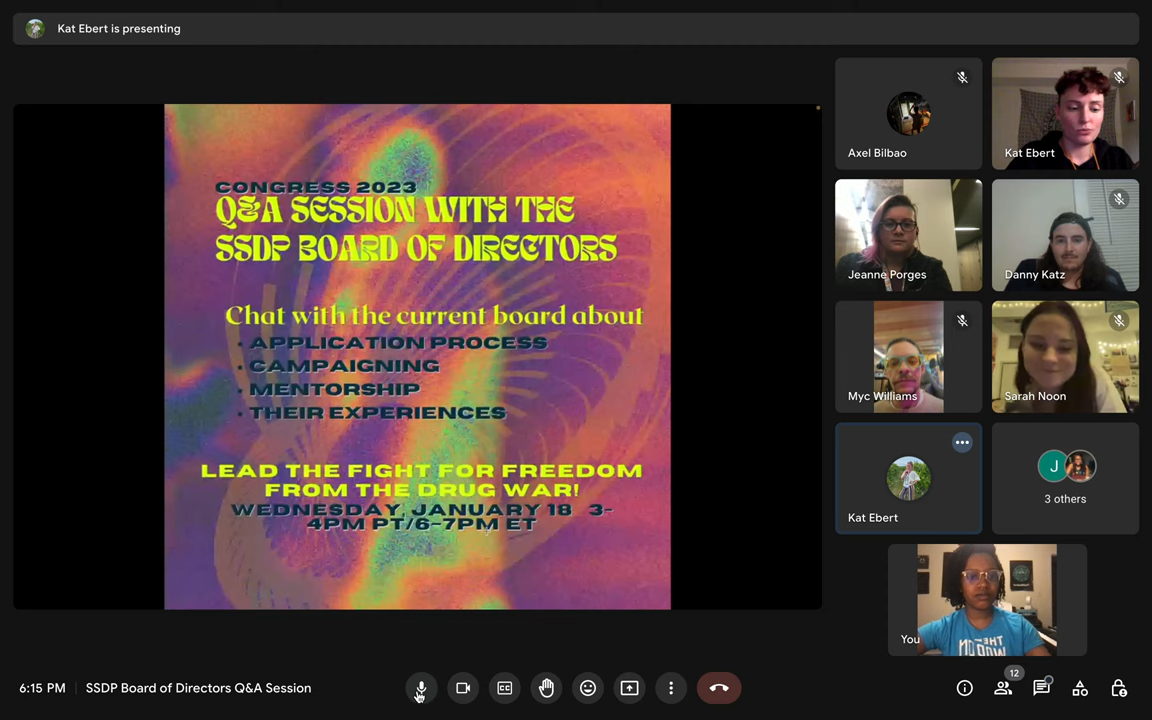 Kat Ebert is presenting
CONGRESS 2023
Q&A SESSION WITH THE
SSDP BOARD OF DIRECTORS
Chat with the current board about
• APPLICATION PROCESS
• CAMPAIGNING
• MENTORSHIP
• THEIR EXPERIENCES
LEAD THE FIGHT FOR FREEDOM
FROM THE DRUG WAR!
WEDNESDAY, JANUARY 18 3-
4PM PT/6-7PM ET
Axel Bilbao
Kat Ebert
Jeanne Porges
Danny Katz
Myc Williams
Sarah Noon
Kat Ebert
J
3 others
You
6:15 PM
SSDP Board of Directors Q&A Session
CC
12